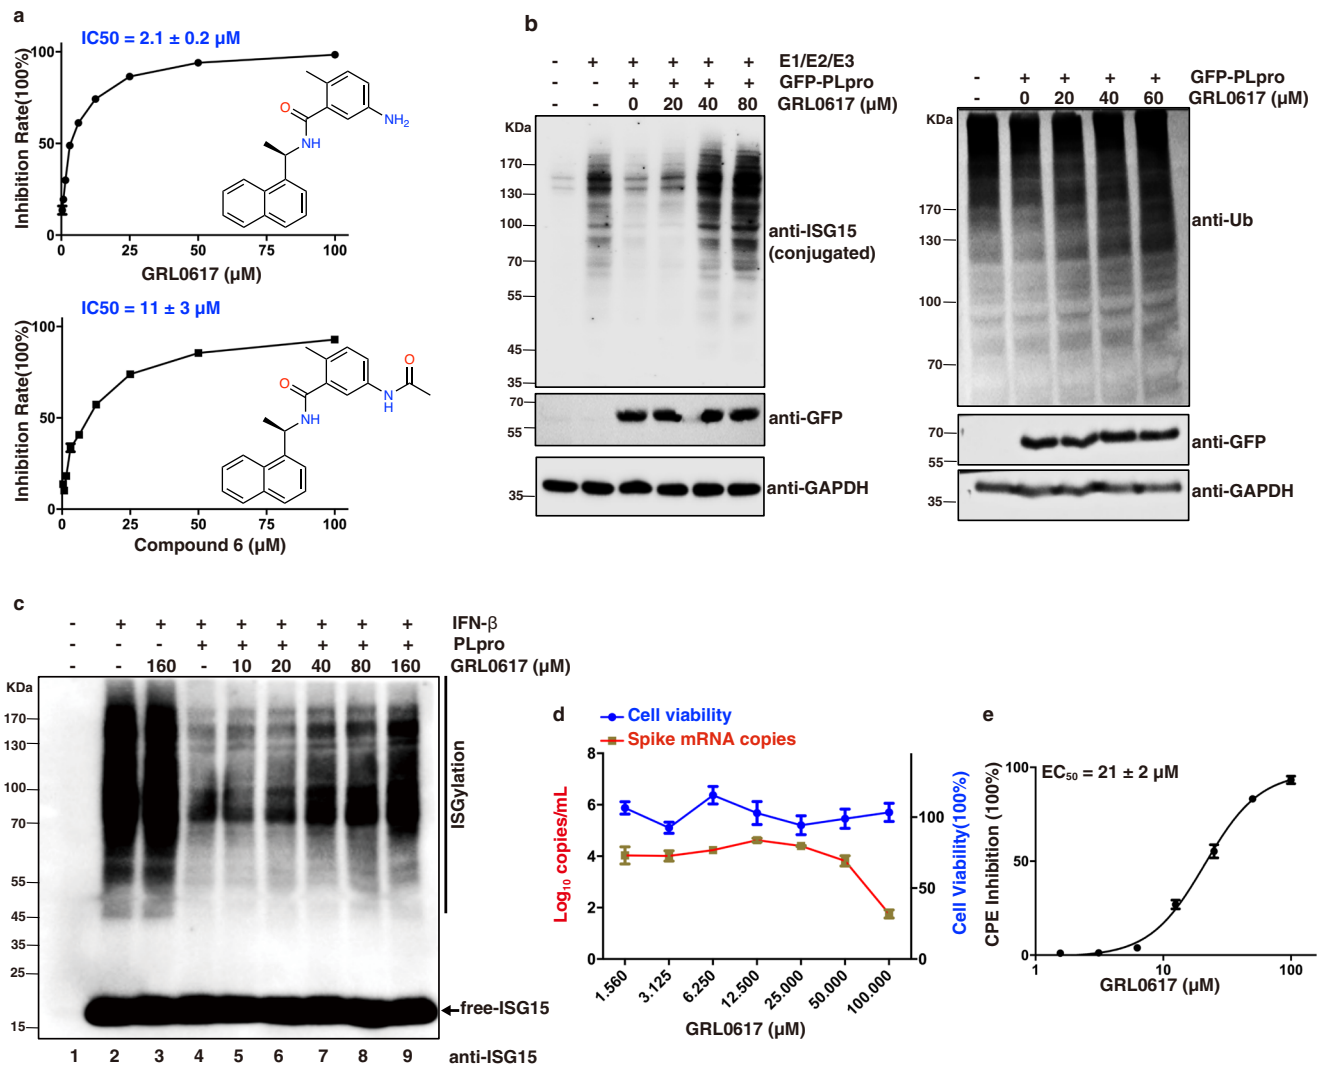 a
IC50 = 2.1 ± 0.2 µM
Inhibition Rate(100%)
100
50
0
0 25 50 75 100
GRL0617 (µM)
O
NH
NH2
IC50 = 11 ± 3 µM
Inhibition Rate(100%)
100
50
0
0 25 50 75 100
Compound 6 (µM)
O
NH
N
H
O
b
- + + + + + E1/E2/E3
- - + + + + GFP-PLpro
- - 0 20 40 80 GRL0617 (µM)
KDa
170
130
100
70
55
45
35
anti-ISG15
(conjugated)
70
55
anti-GFP
35
anti-GAPDH
- + + + + GFP-PLpro
- 0 20 40 60 GRL0617 (µM)
KDa
170
130
100
70
anti-Ub
70
55
anti-GFP
35
anti-GAPDH
c
- + + + + + + + + IFN-β
- - - + + + + + + PLpro
- - 160 - 10 20 40 80 160 GRL0617 (µM)
KDa
170
130
100
70
55
45
35
25
15
ISGylation
free-ISG15
1 2 3 4 5 6 7 8 9 anti-ISG15
d
Cell viability
Spike mRNA copies
Log10 copies/mL
8
6
4
2
0
100
50
0
Cell Viability(100%)
1.560 3.125 6.250 12.500 25.000 50.000 100.000
GRL0617 (µM)
e
EC50 = 21 ± 2 µM
CPE Inhibition (100%)
100
50
0
1 10 100
GRL0617 (µM)